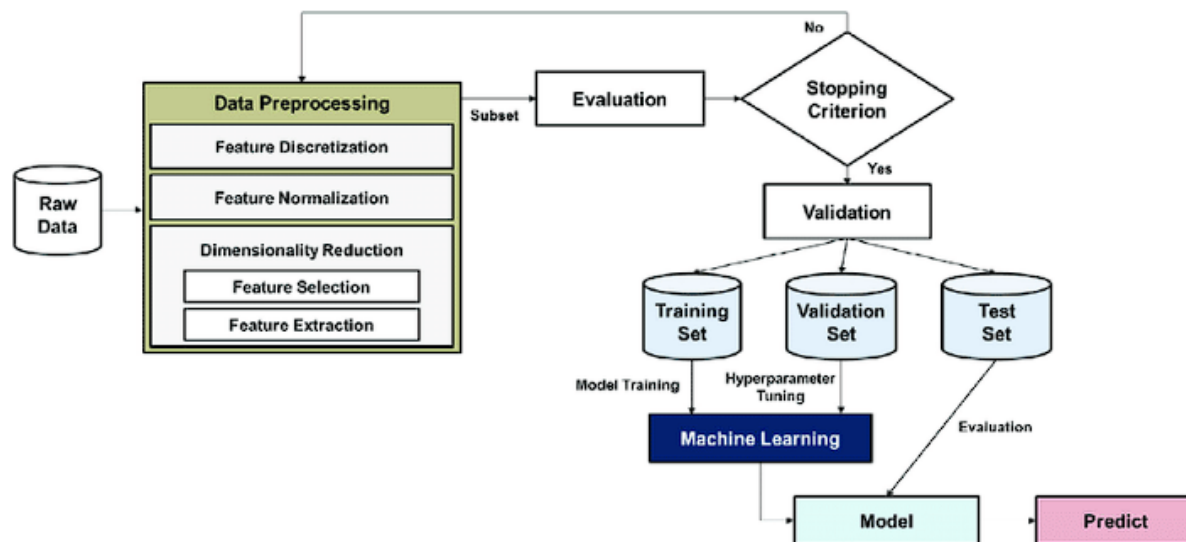 No
Data Preprocessing
Subset
Evaluation
Stopping
Criterion
Feature Discretization
Yes
Raw
Data
Feature Normalization
Validation
Dimensionality Reduction
Feature Selection
Feature Extraction
Training
Set
Validation
Set
Test
Set
Model Training
Hyperparameter
Tuning
Machine Learning
Evaluation
Model
Predict